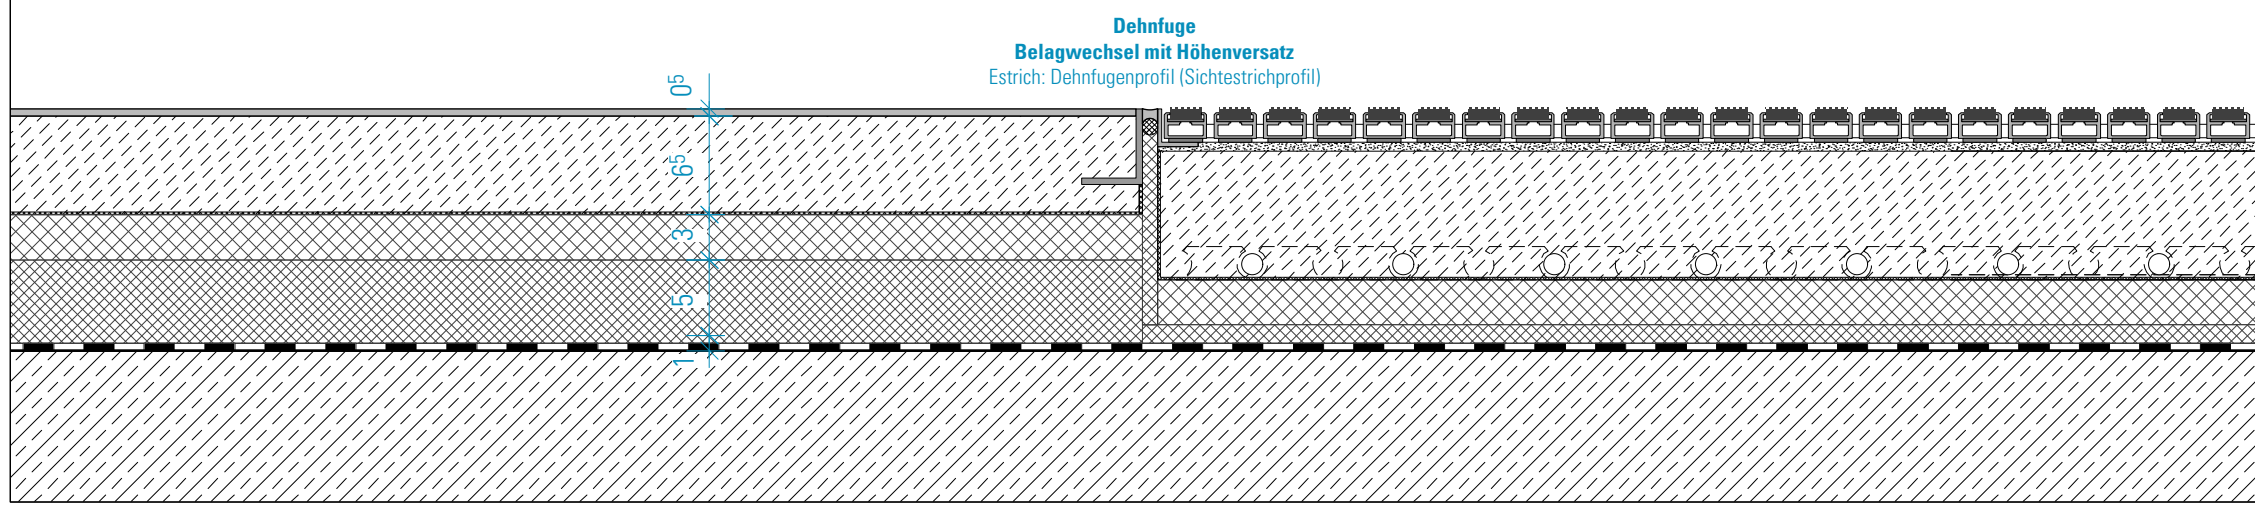 Dehnfuge
Belagwechsel mit Höhenversatz
Estrich: Dehnfugenprofil (Sichtestrichprofil)
0⁵
6⁵
3
5
1